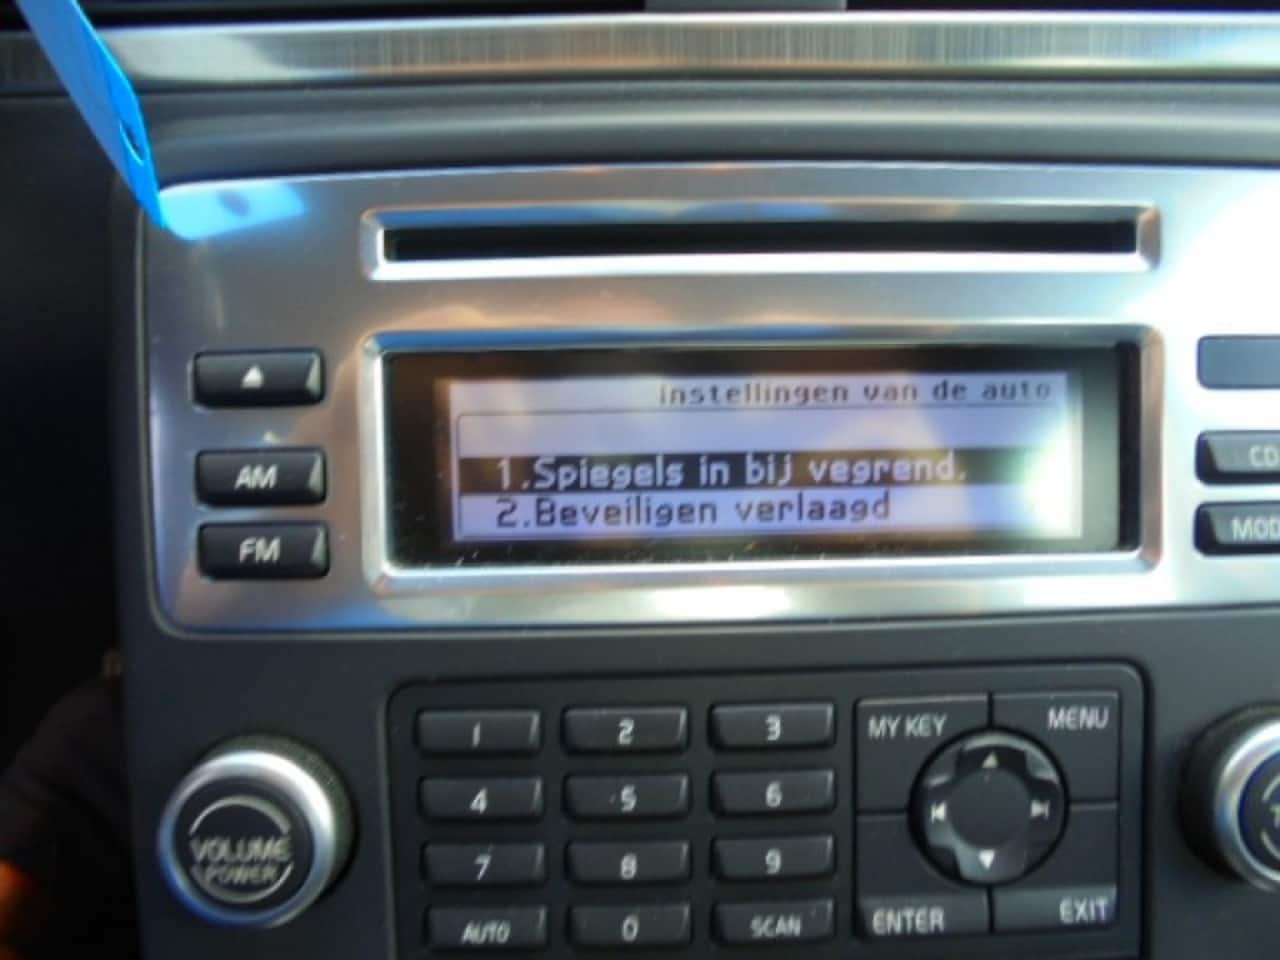 Instellingen van de auto
1.Spiegels in bij vegrend.
2.Beveiligen verlaagd
AM
FM
CD
MOD
1 2 3
MY KEY MENU
4 5 6
7 8 9
VOLUME
POWER
AUTO 0 SCAN
ENTER EXIT